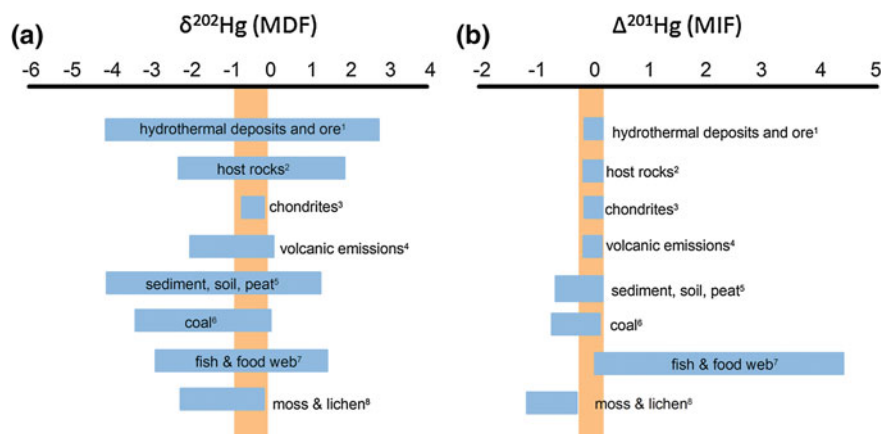 (a)
δ²⁰²Hg (MDF)
-6 -5 -4 -3 -2 -1 0 1 2 3 4
hydrothermal deposits and ore¹
host rocks²
chondrites³
volcanic emissions⁴
sediment, soil, peat⁵
coal⁶
fish & food web⁷
moss & lichen⁸
(b)
Δ²⁰¹Hg (MIF)
-2 -1 0 1 2 3 4 5
hydrothermal deposits and ore¹
host rocks²
chondrites³
volcanic emissions⁴
sediment, soil, peat⁵
coal⁶
fish & food web⁷
moss & lichen⁸